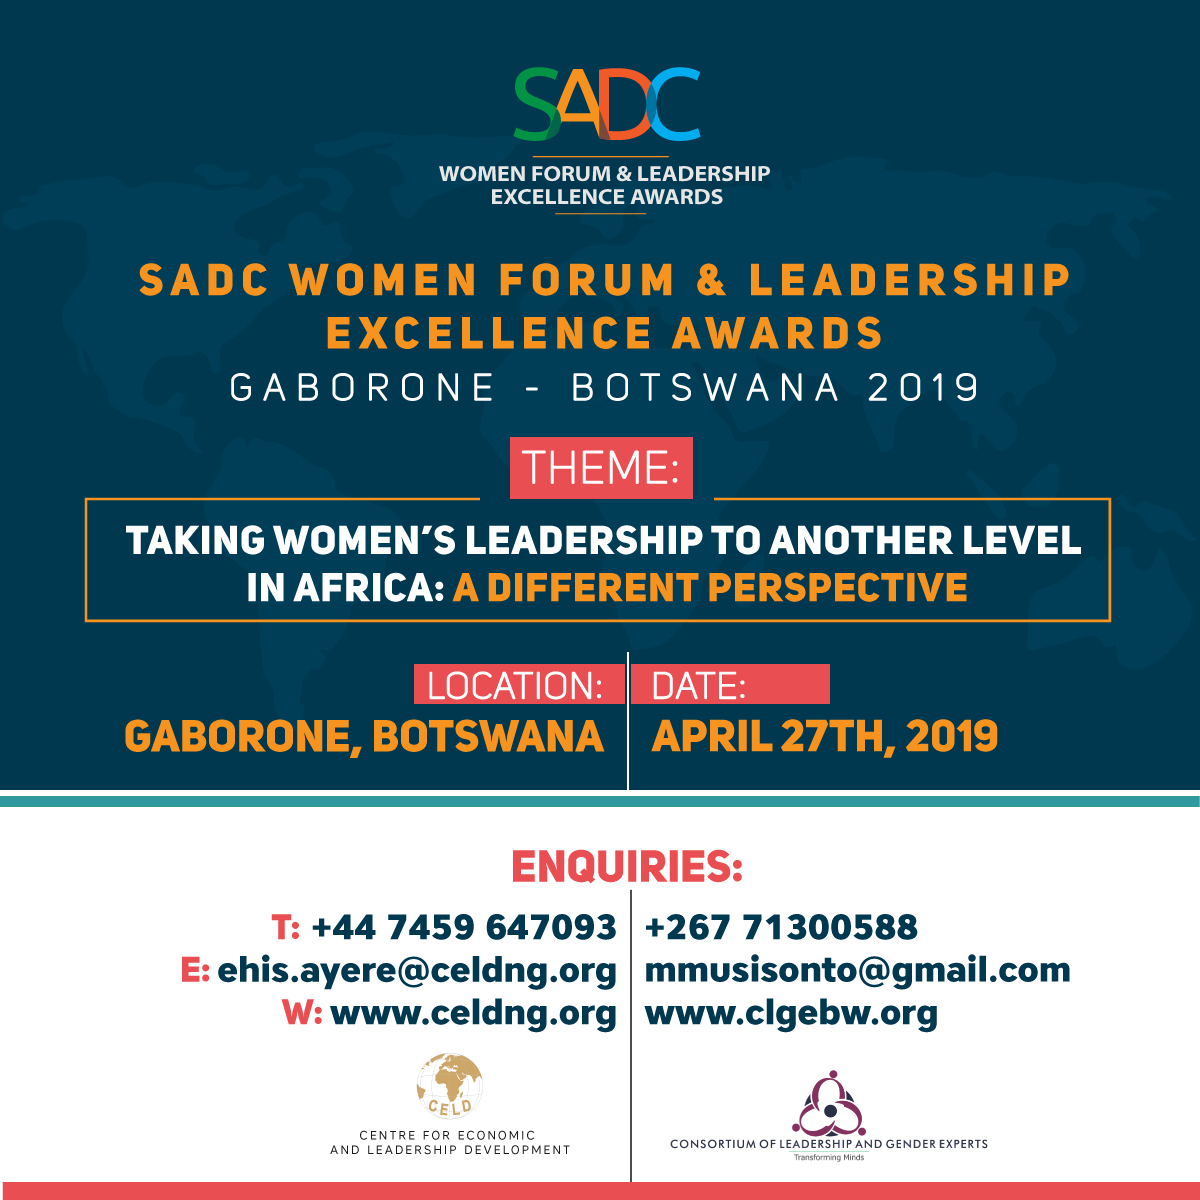 SADC
WOMEN FORUM & LEADERSHIP
EXCELLENCE AWARDS
SADC WOMEN FORUM & LEADERSHIP
EXCELLENCE AWARDS
GABORONE - BOTSWANA 2019
THEME:
TAKING WOMEN'S LEADERSHIP TO ANOTHER LEVEL
IN AFRICA: A DIFFERENT PERSPECTIVE
LOCATION:
GABORONE, BOTSWANA
DATE:
APRIL 27TH, 2019
ENQUIRIES:
T: +44 7459 647093
E: ehis.ayere@celdng.org
W: www.celdng.org
+267 71300588
mmusisonto@gmail.com
www.clgebw.org
CELD
CENTRE FOR ECONOMIC
AND LEADERSHIP DEVELOPMENT
CONSORTIUM OF LEADERSHIP AND GENDER EXPERTS
Transforming Minds